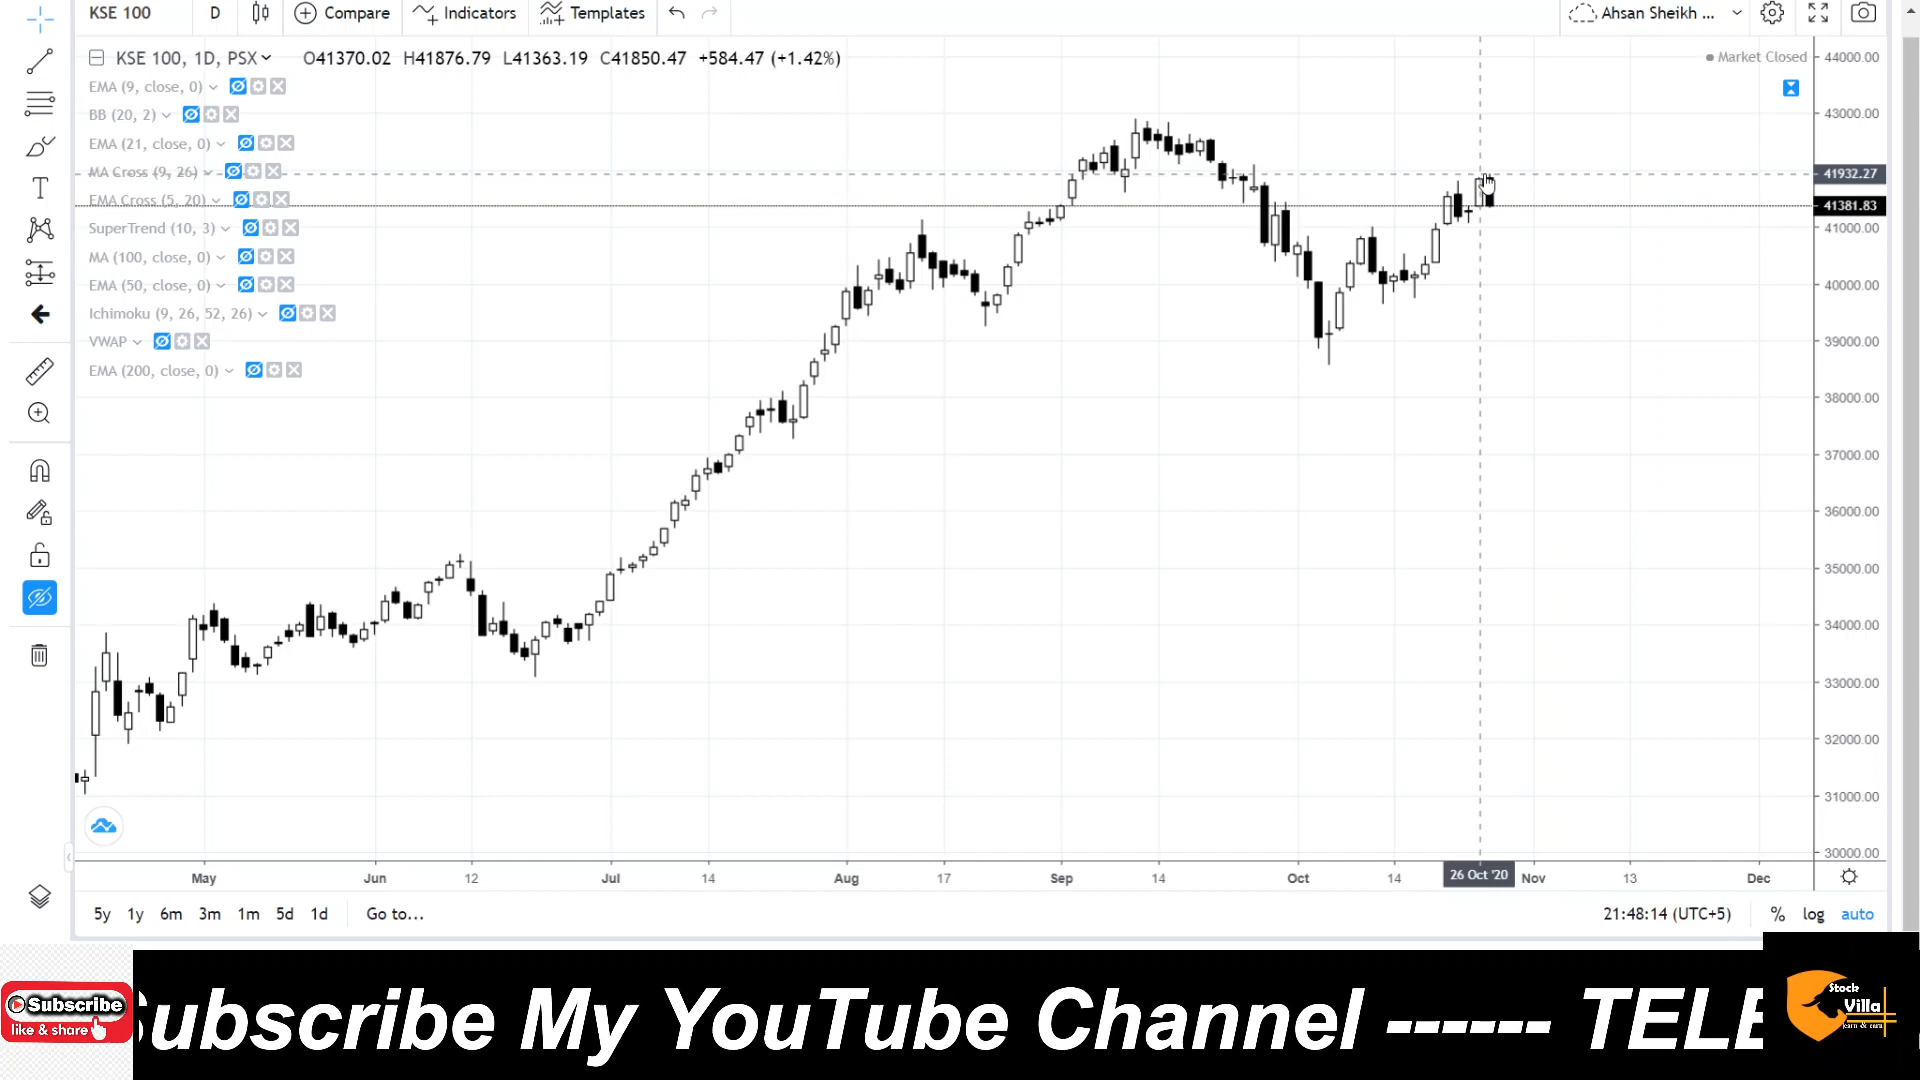 KSE 100 D Compare Indicators Templates Ahsan Sheikh ...
KSE 100, 1D, PSX O41370.02 H41876.79 L41363.19 C41850.47 +584.47 (+1.42%)
Market Closed
EMA (9, close, 0)
BB (20, 2)
EMA (21, close, 0)
MA Cross (9, 26)
EMA Cross (5, 20)
SuperTrend (10, 3)
MA (100, close, 0)
EMA (50, close, 0)
Ichimoku (9, 26, 52, 26)
VWAP
EMA (200, close, 0)
44000.00
43000.00
41932.27
41381.83
41000.00
40000.00
39000.00
38000.00
37000.00
36000.00
35000.00
34000.00
33000.00
32000.00
31000.00
30000.00
May Jun 12 Jul 14 Aug 17 Sep 14 Oct 14 26 Oct '20 Nov 13 Dec
5y 1y 6m 3m 1m 5d 1d Go to... 21:48:14 (UTC+5) % log auto
Subscribe
like & share
Subscribe My YouTube Channel ------ TELE
Stock
Villa
learn & earn